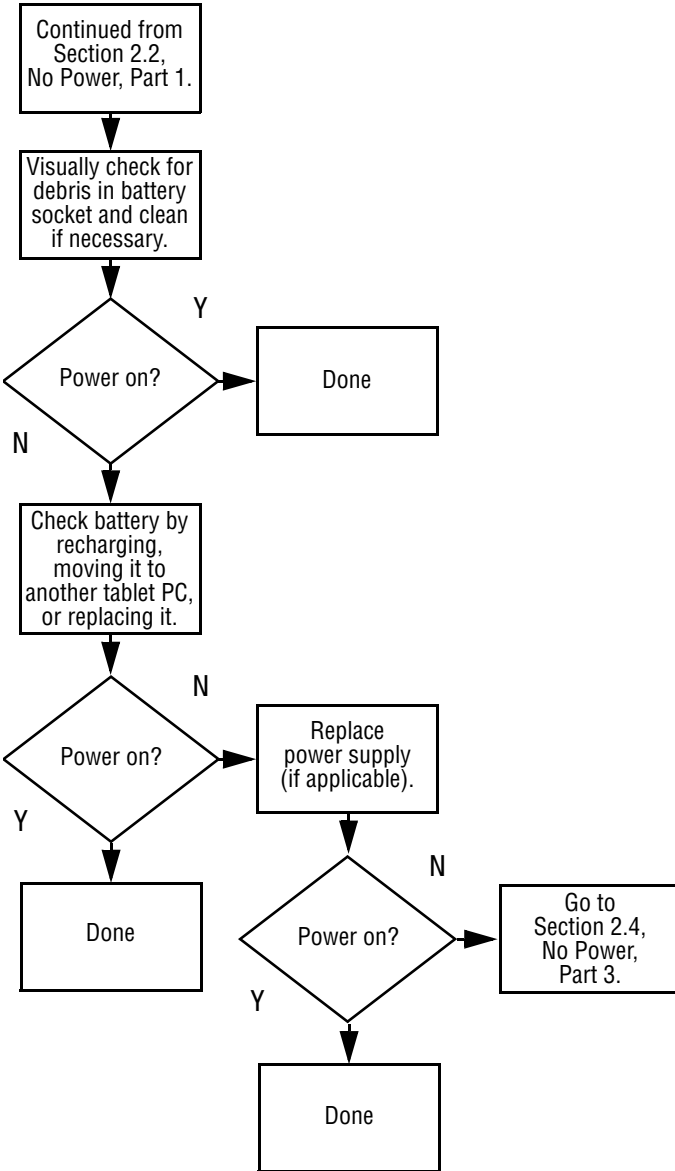 Continued from
Section 2.2,
No Power, Part 1.
Visually check for
debris in battery
socket and clean
if necessary.
Y
Power on?
Done
N
Check battery by
recharging,
moving it to
another tablet PC,
or replacing it.
N
Power on?
Replace
power supply
(if applicable).
Y
Done
N
Power on?
Go to
Section 2.4,
No Power,
Part 3.
Y
Done